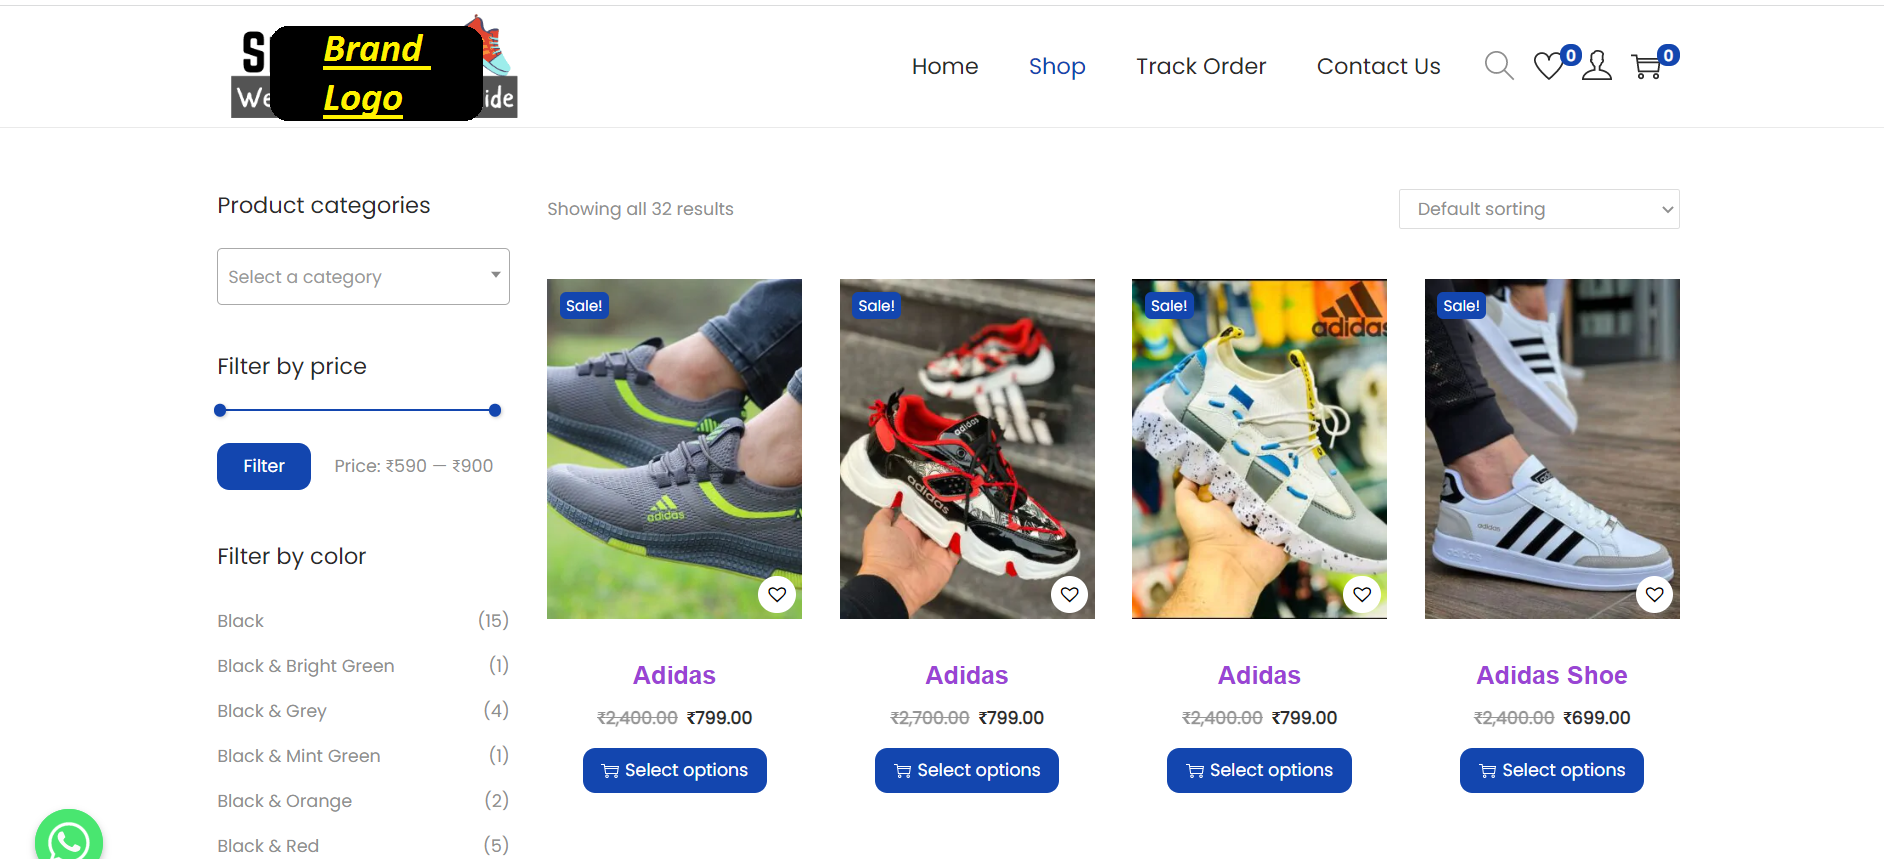 Brand
Logo
We
ide
Home
Shop
Track Order
Contact Us
0
0
Product categories
Select a category
Filter by price
Filter
Price: ₹590 — ₹900
Filter by color
Black (15)
Black & Bright Green (1)
Black & Grey (4)
Black & Mint Green (1)
Black & Orange (2)
Black & Red (5)
Showing all 32 results
Default sorting
Sale!
adidas
Adidas
₹2,400.00 ₹799.00
Select options
Sale!
adidas
adidas
Adidas
₹2,700.00 ₹799.00
Select options
Sale!
adidas
Adidas
₹2,400.00 ₹799.00
Select options
Sale!
adidas
Adidas Shoe
₹2,400.00 ₹699.00
Select options